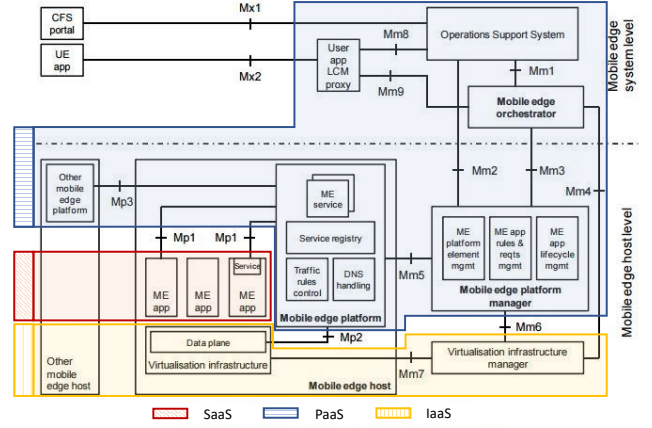 CFS
portal
Mx1
UE
app
Mx2
User
app
LCM
proxy
Mm8
Mm9
Operations Support System
Mm1
Mobile edge
orchestrator
Mobile edge
system level
Other
mobile
edge
platform
Mp3
ME
service
Mm2
Mm3
Mm4
Mp1
Mp1
Service registry
Traffic
rules
control
DNS
handling
Mobile edge platform
Mm5
ME
platform
element
mgmt
ME app
rules &
reqts
mgmt
ME
app
lifecycle
mgmt
Mobile edge platform
manager
Mobile edge host level
ME
app
ME
app
Service
ME
app
Mp2
Mm6
Data plane
Virtualisation infrastructure
Mm7
Virtualisation infrastructure
manager
Other
mobile
edge host
Mobile edge host
SaaS
PaaS
IaaS